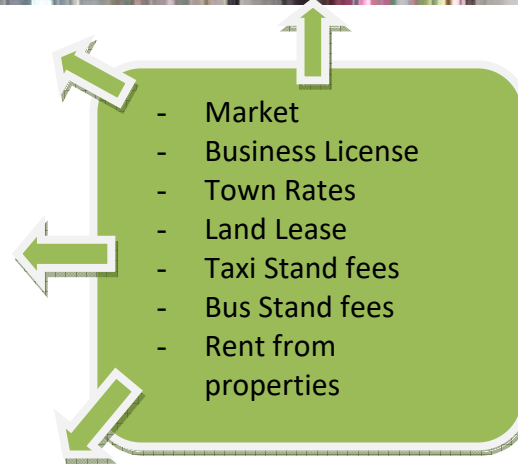 - Market
- Business License
- Town Rates
- Land Lease
- Taxi Stand fees
- Bus Stand fees
- Rent from
properties